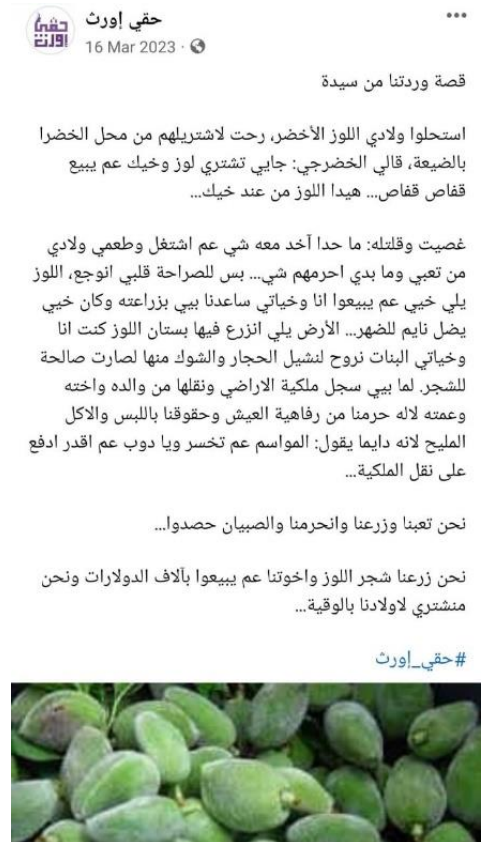 حقي إورث
16 Mar 2023
حقي
إورث
قصة وردتنا من سيدة
استحلوا ولادي اللوز الأخضر، رحت لاشتريلهم من محل الخضرا
بالضيعة، قالي الخضرجي: جايي تشتري لوز وخيك عم يبيع
قفاص قفاص... هيدا اللوز من عند خيك...
غصيت وقلتله: ما حدا آخد معه شي عم اشتغل وطعمي ولادي
من تعبي وما بدي احرمهم شي... بس للصراحة قلبي انوجع، اللوز
يلي خيي عم يبيعوا انا وخياتي ساعدنا بيي بزراعته وكان خيي
يضل نايم للضهر... الأرض يلي انزرع فيها بستان اللوز كنت انا
وخياتي البنات نروح لنشيل الحجار والشوك منها لصارت صالحة
للشجر. لما بيي سجل ملكية الاراضي ونقلها من والده واخته
وعمته لاله حرمنا من رفاهية العيش وحقوقنا باللبس والاكل
المليح لانه دايما يقول: المواسم عم تخسر ويا دوب عم اقدر ادفع
على نقل الملكية...
نحن تعبنا وزرعنا وانحرمنا والصبيان حصدوا...
نحن زرعنا شجر اللوز واخوتنا عم يبيعوا بآلاف الدولارات ونحن
منشتري لاولادنا بالوقية...
#حقي_إورث